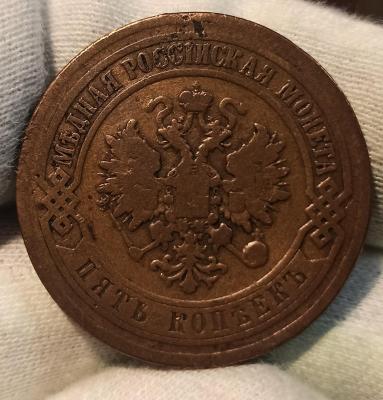 МѢДНАЯ РОССІЙСКАЯ МОНЕТА
ПЯТЬ КОПѢЕКЪ